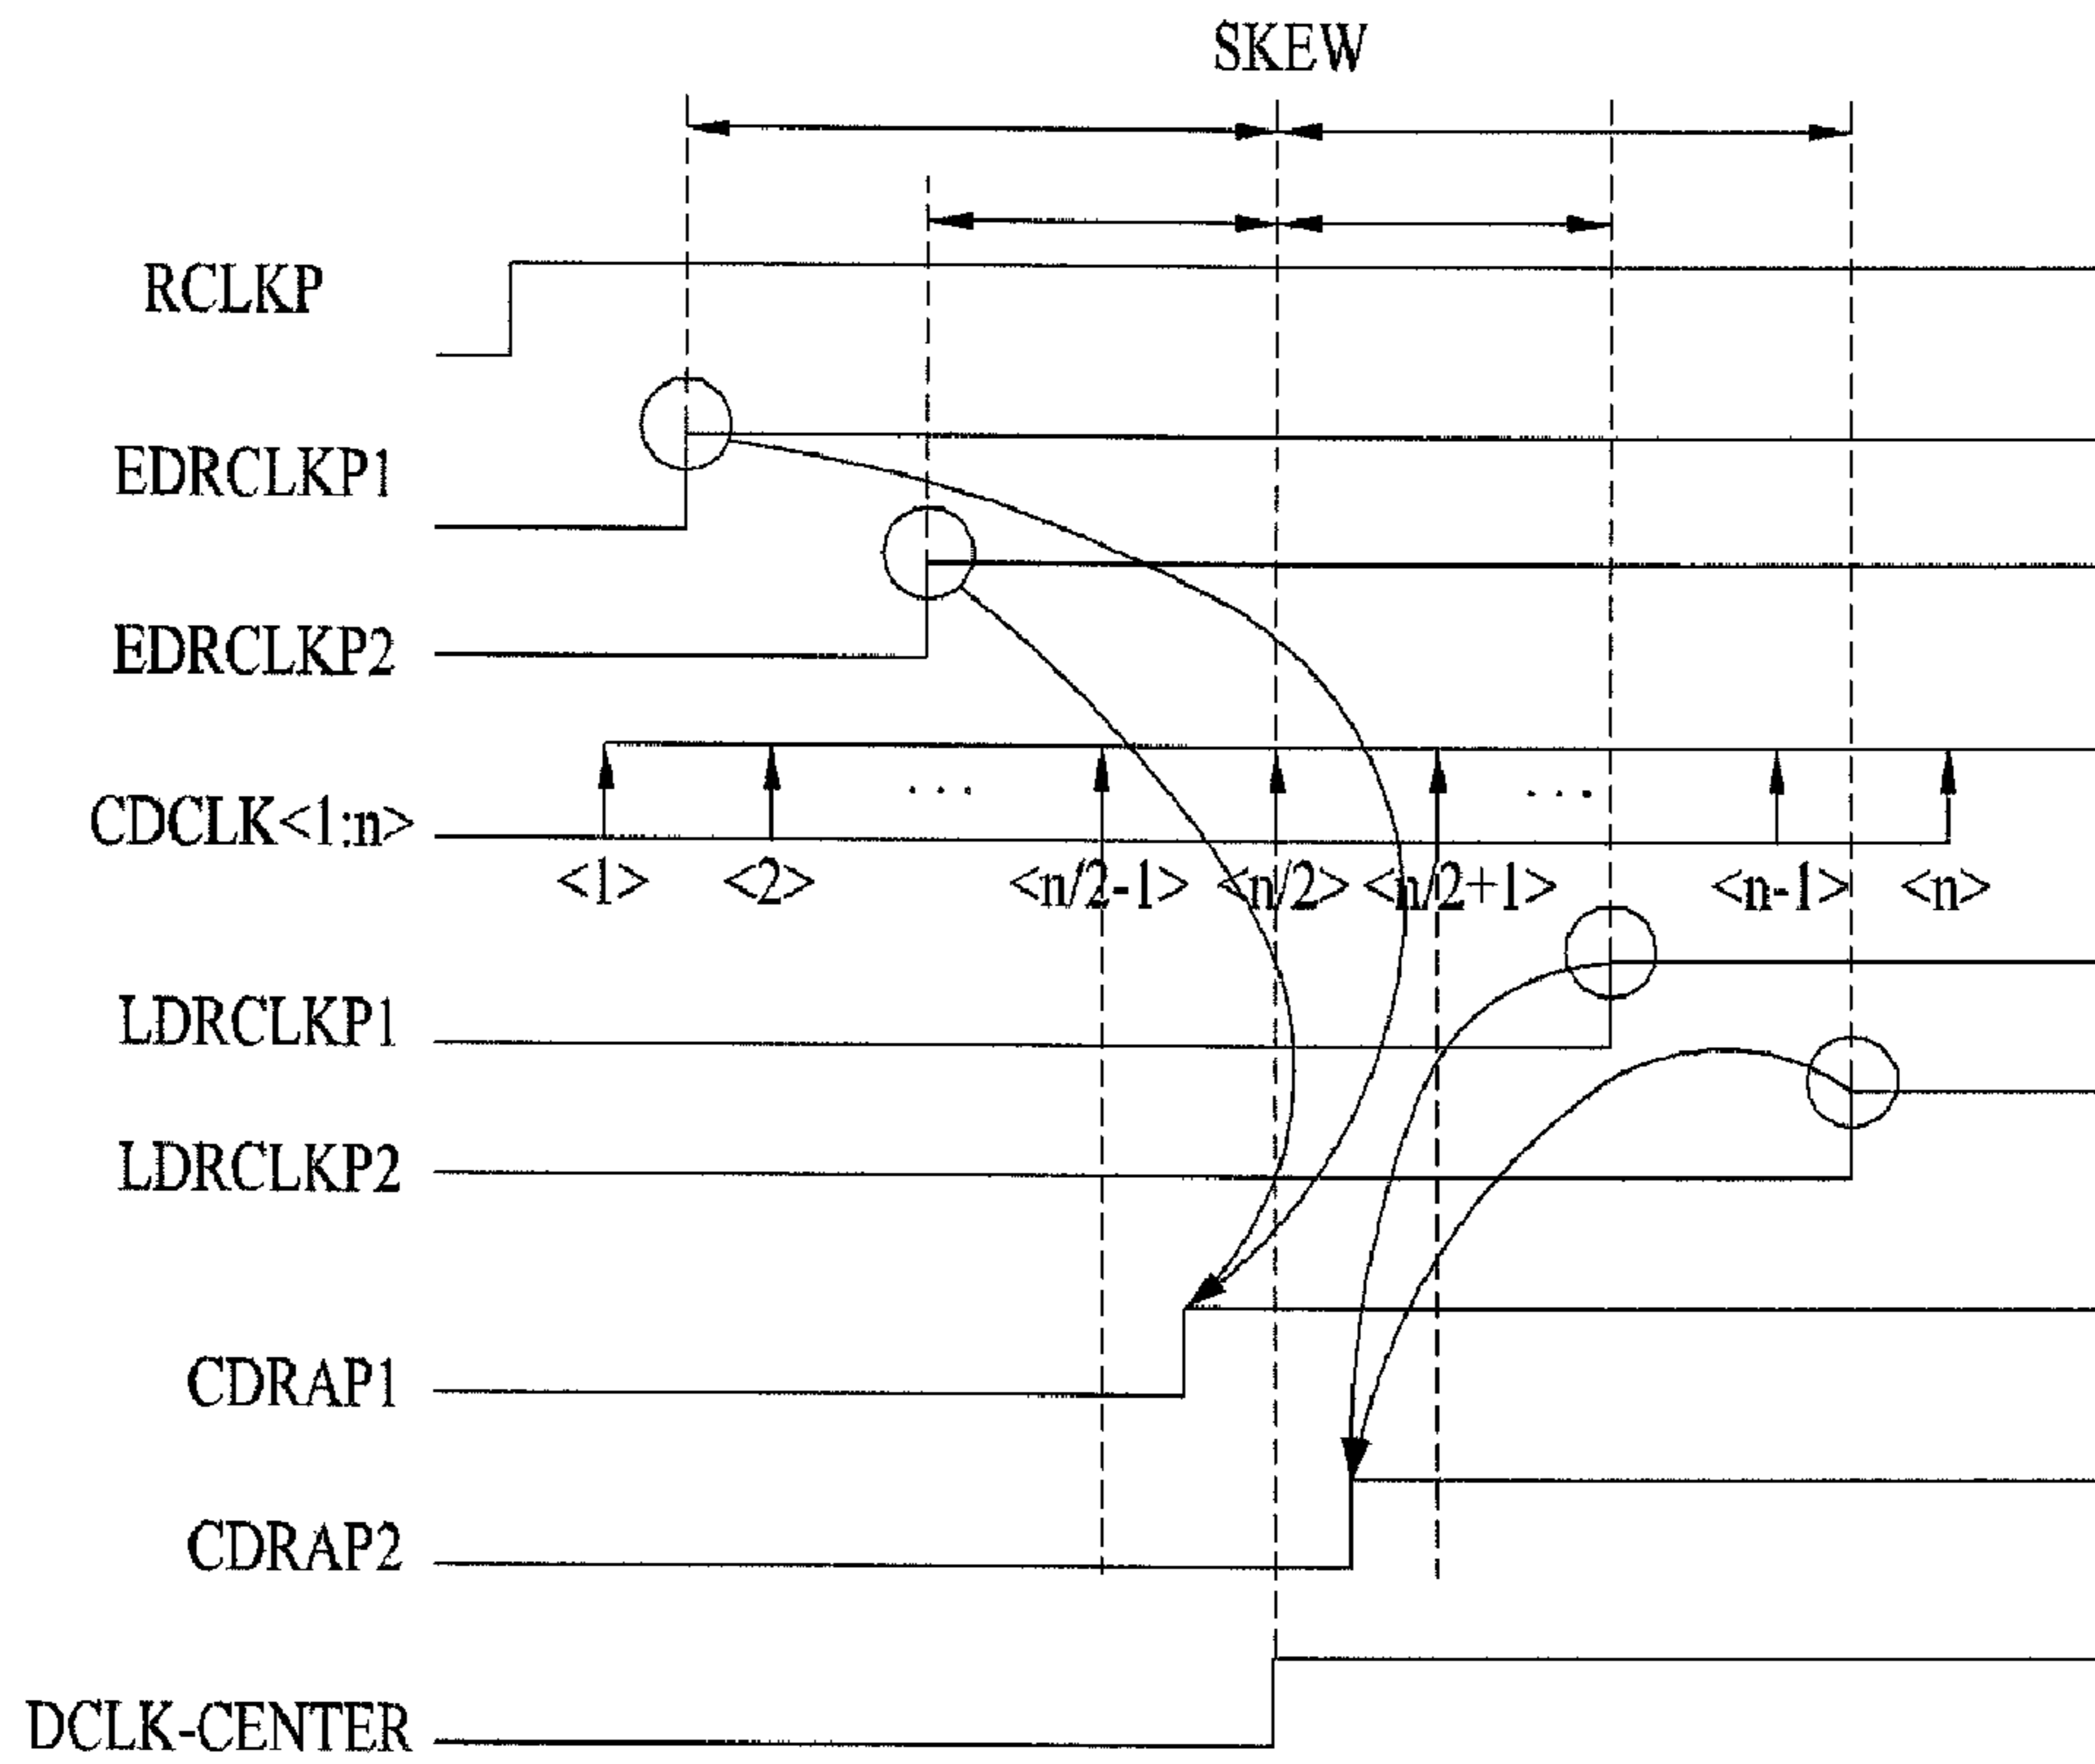 SKEW
RCLKP
EDRCLKP1
EDRCLKP2
CDCLK<1:n>
...
...
<1> <2> <n/2-1> <n/2> <n/2+1> <n-1> <n>
LDRCLKP1
LDRCLKP2
CDRAP1
CDRAP2
DCLK-CENTER